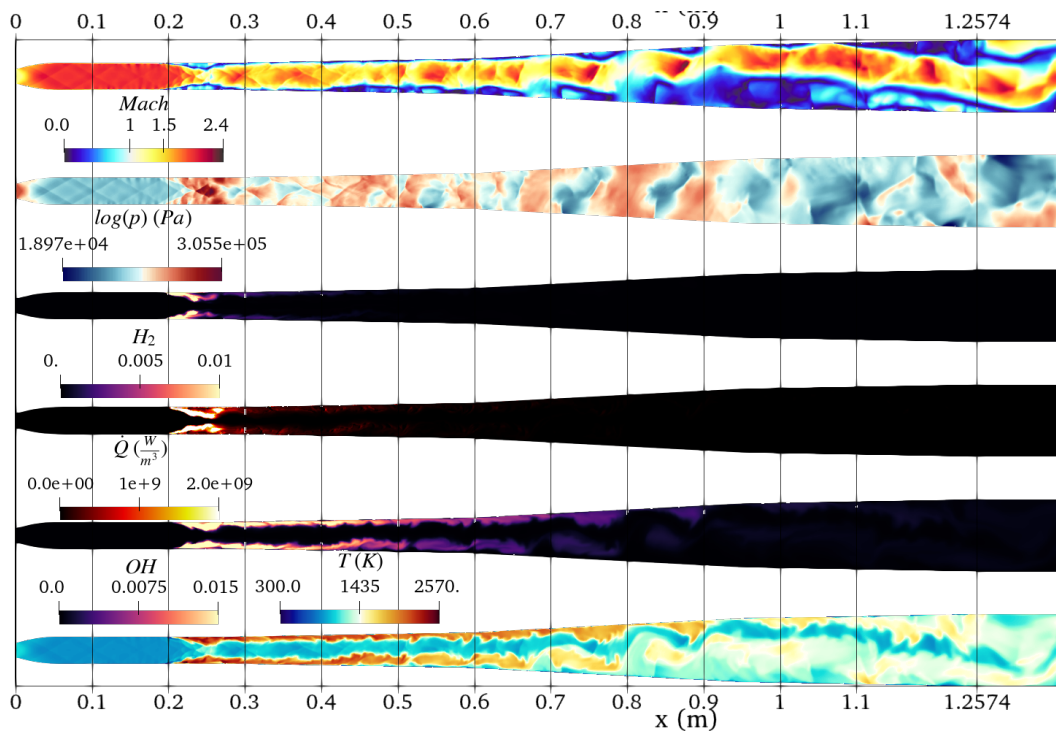 0 0.1 0.2 0.3 0.4 0.5 0.6 0.7 0.8 0.9 1 1.1 1.2574
Mach
0.0 1 1.5 2.4
log(p) (Pa)
1.897e+04 3.055e+05
H₂
0. 0.005 0.01
Q̇ (W/m³)
0.0e+00 1e+9 2.0e+09
OH T (K)
0.0 0.0075 0.015 300.0 1435 2570.
0 0.1 0.2 0.3 0.4 0.5 0.6 0.7 0.8 0.9 1 1.1 1.2574
x (m)